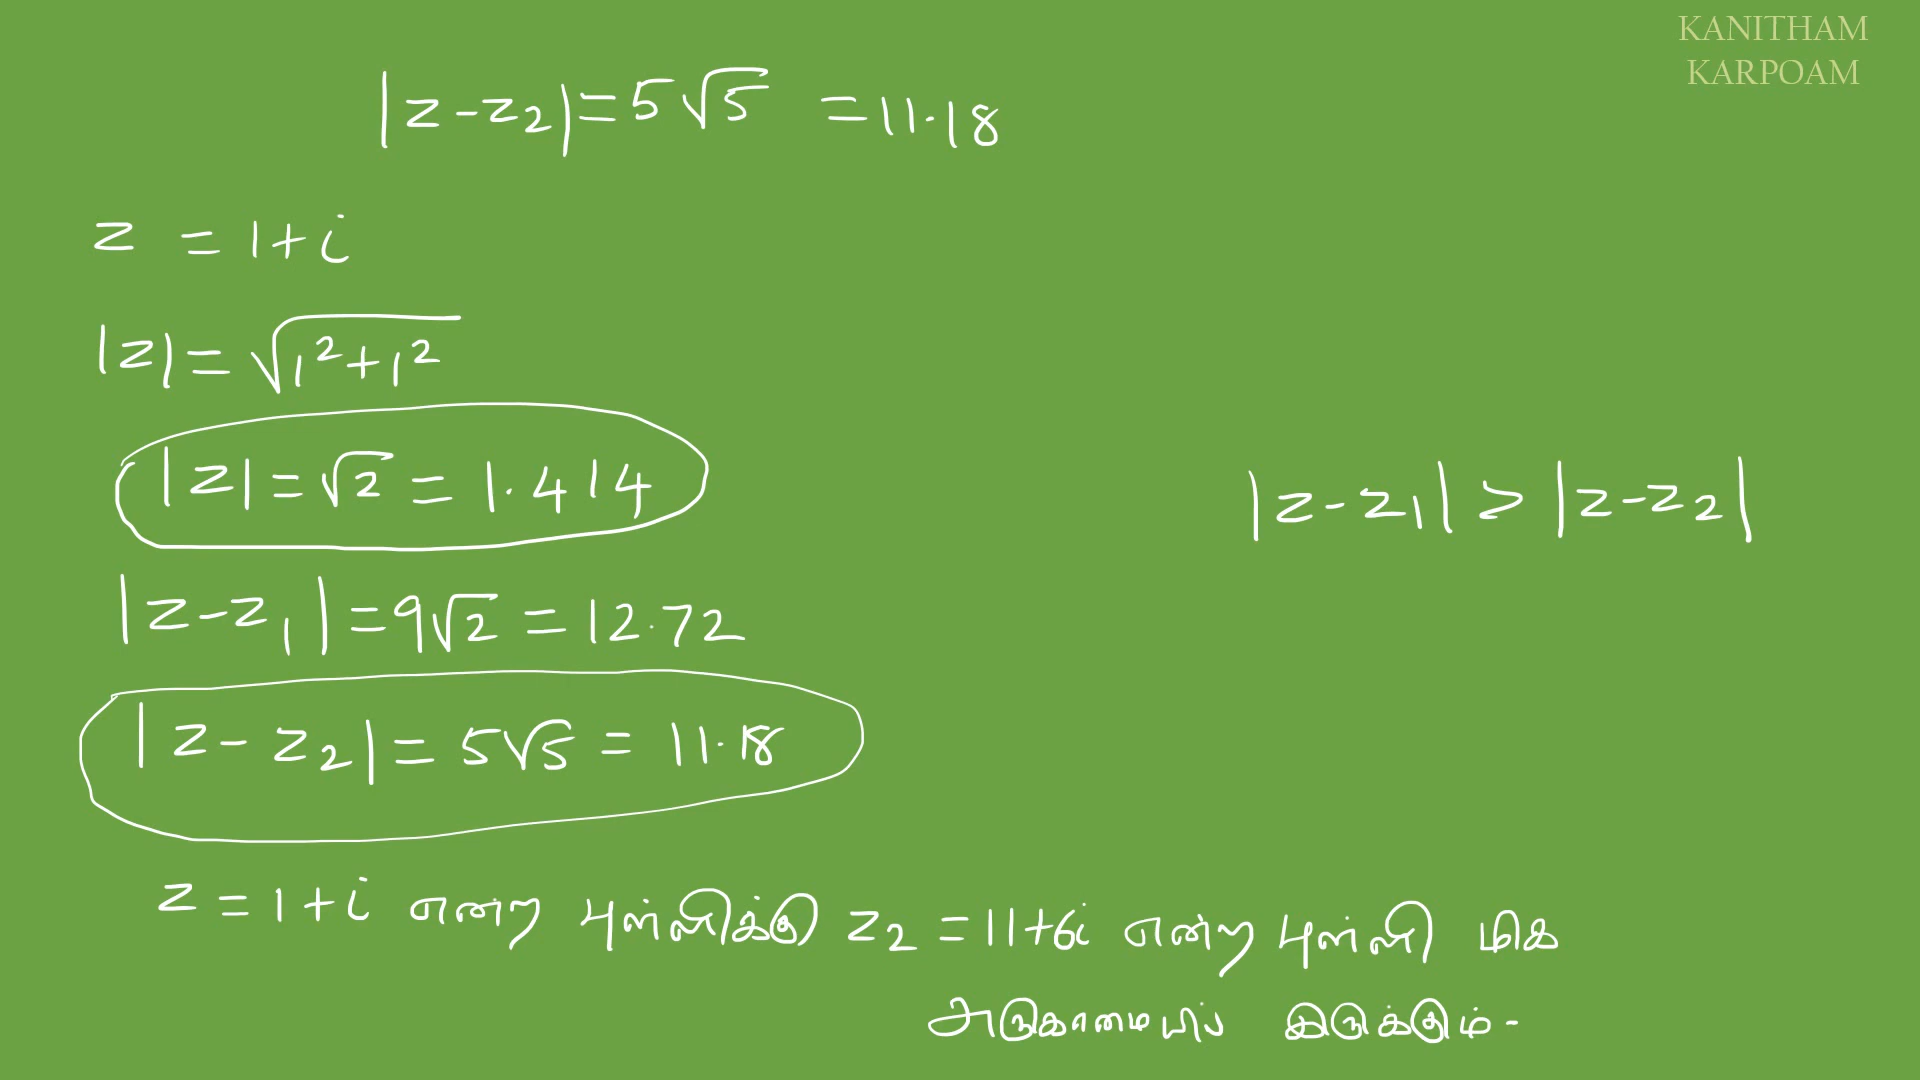 KANITHAM
KARPOAM
|z-z₂|=5√5 =11.18
z = 1+i
|z|= √1²+1²
|z|=√2 = 1.414
|z-z₁| > |z-z₂|
|z-z₁|=9√2 = 12.72
|z-z₂|=5√5 = 11.18
z = 1+i என்ற புள்ளிக்கு z₂ =11+6i என்ற புள்ளி மிக
அருகாமையில் இருக்கும்.